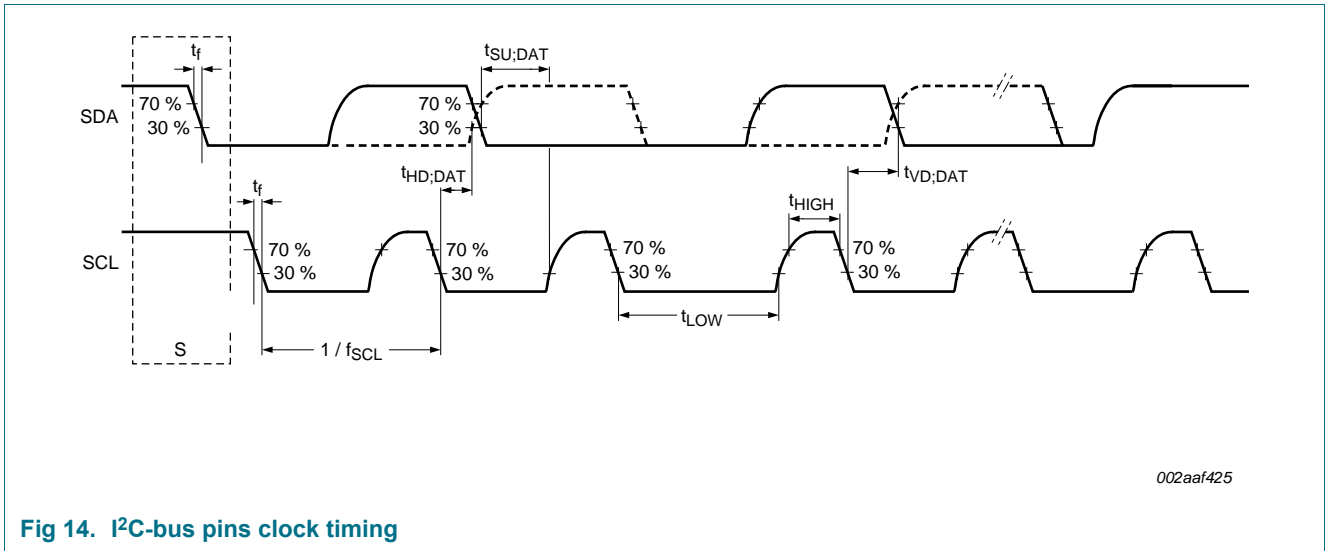 tf
tSU;DAT
70 %
30 %
SDA
70 %
30 %
tHD;DAT
tf
tVD;DAT
tHIGH
SCL
70 %
30 %
70 %
30 %
70 %
30 %
70 %
30 %
tLOW
S
1 / fSCL
002aaf425
Fig 14. I²C-bus pins clock timing